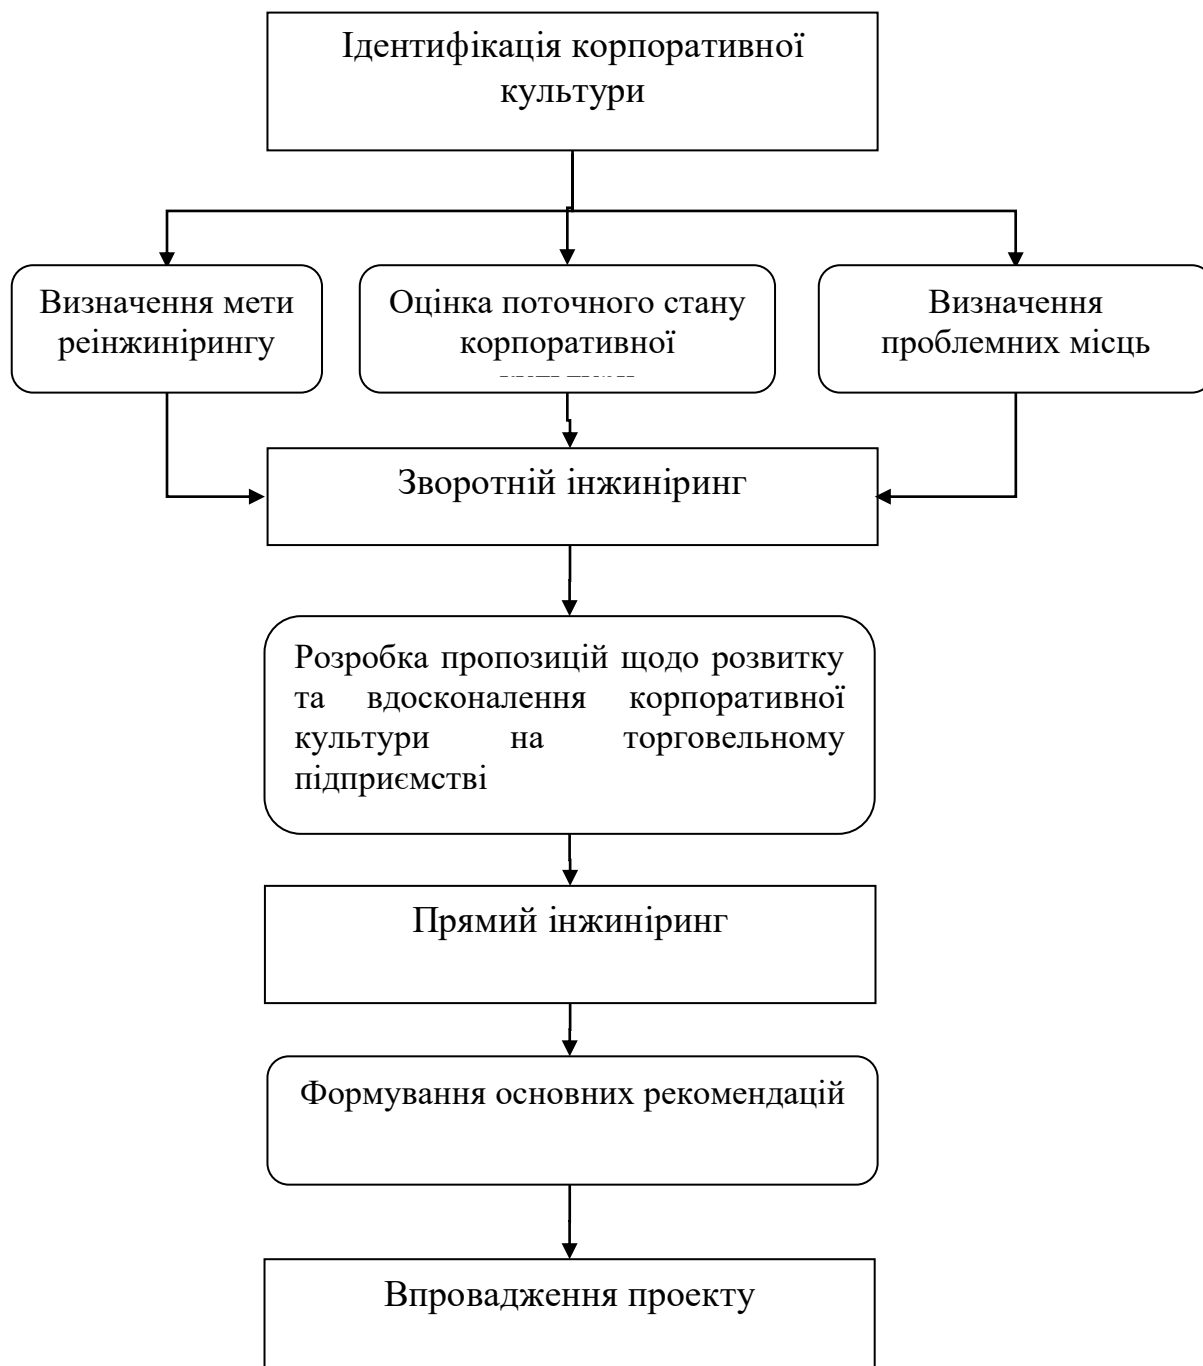 Ідентифікація корпоративної
культури
Визначення мети
реінжинірингу
Оцінка поточного стану
корпоративної
Визначення
проблемних місць
Зворотній інжиніринг
Розробка пропозицій щодо розвитку
та вдосконалення корпоративної
культури на торговельному
підприємстві
Прямий інжиніринг
Формування основних рекомендацій
Впровадження проекту